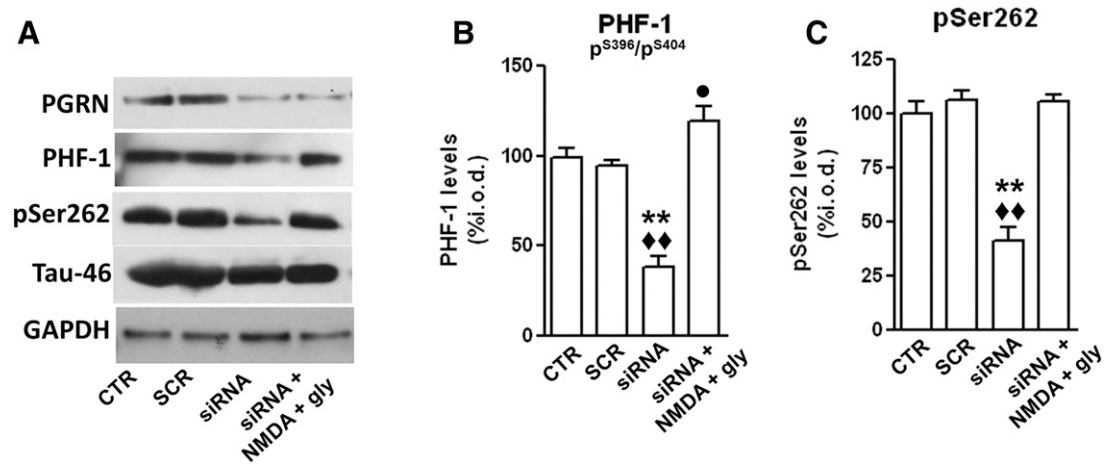 A
PGRN
PHF-1
pSer262
Tau-46
GAPDH
CTR
SCR
siRNA
siRNA +
NMDA + gly
B
PHF-1
pS396/pS404
PHF-1 levels
(%i.o.d.)
150
100
50
0
**
♦♦
●
CTR
SCR
siRNA
siRNA +
NMDA + gly
C
pSer262
pSer262 levels
(%i.o.d.)
125
100
75
50
25
0
**
♦♦
CTR
SCR
siRNA
siRNA +
NMDA + gly